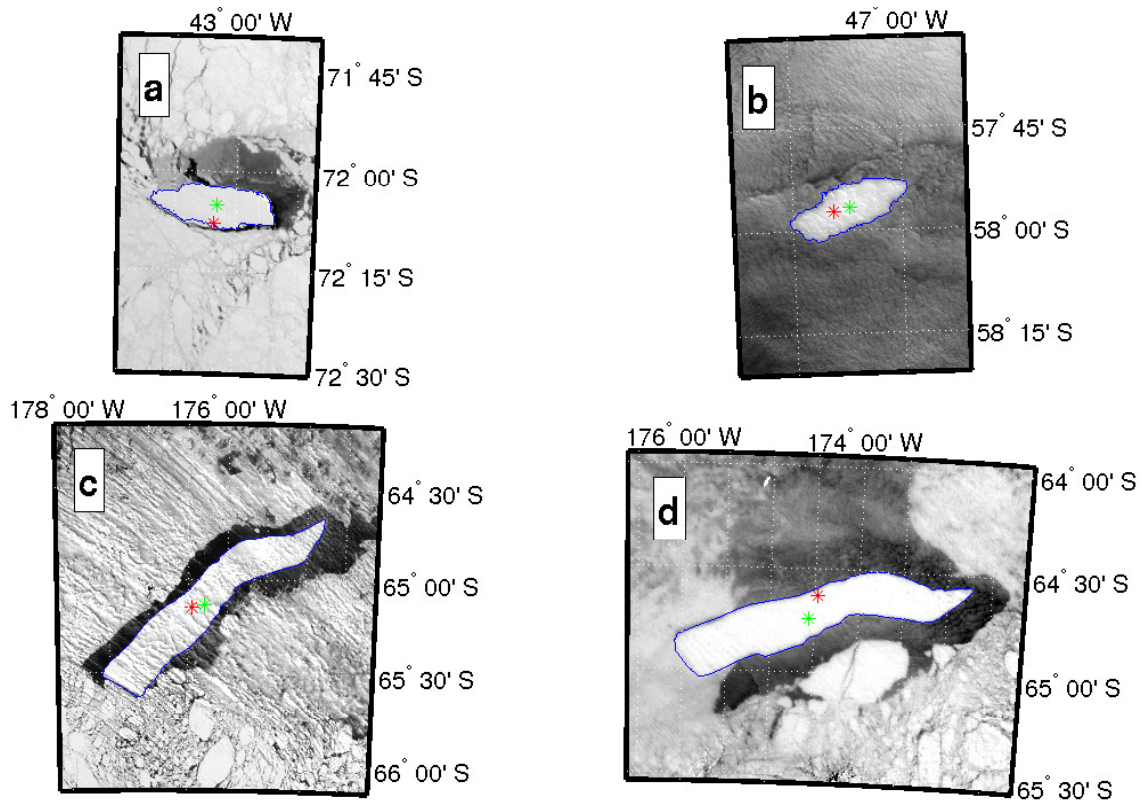 43° 00' W
a
71° 45' S
72° 00' S
72° 15' S
72° 30' S
47° 00' W
b
57° 45' S
58° 00' S
58° 15' S
178° 00' W 176° 00' W
c
64° 30' S
65° 00' S
65° 30' S
66° 00' S
176° 00' W 174° 00' W
d
64° 00' S
64° 30' S
65° 00' S
65° 30' S